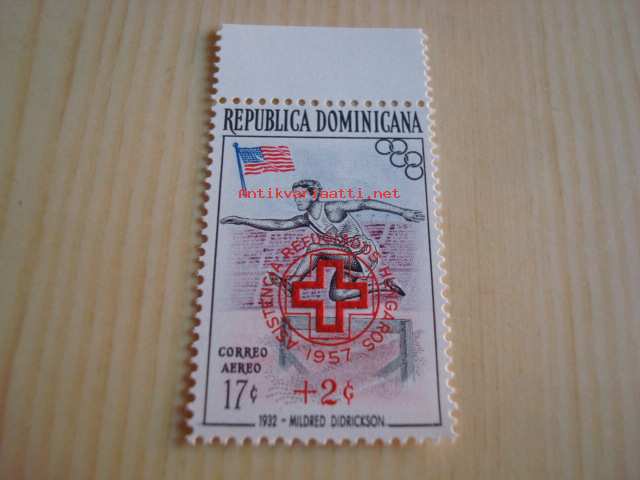 REPUBLICA DOMINICANA
Antikvariaatti.net
ASISTENCIA REFUGIADOS HUNGAROS
1957
CORREO
AEREO
17¢ +2¢
1932 - MILDRED DIDRICKSON